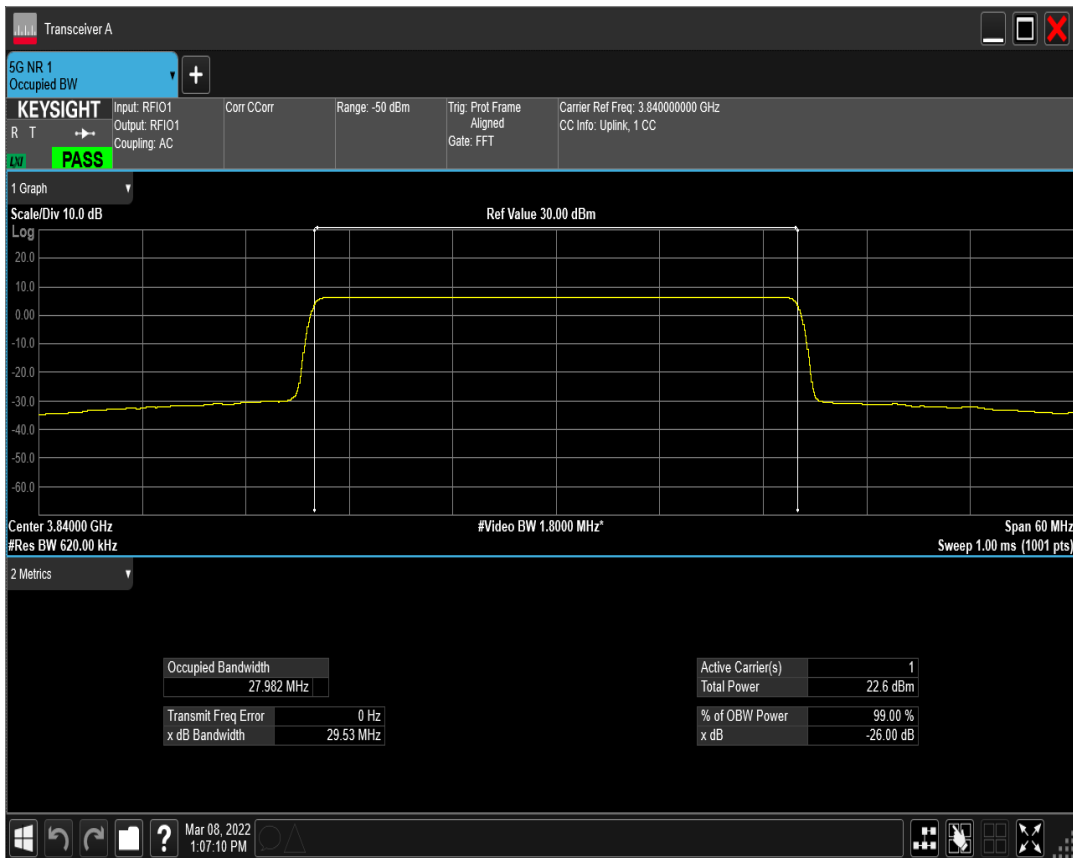 Transceiver A
5G NR 1
Occupied BW
+
KEYSIGHT
R T
LXI
PASS
Input: RFIO1
Output: RFIO1
Coupling: AC
Corr CCorr
Range: -50 dBm
Trig: Prot Frame
Aligned
Gate: FFT
Carrier Ref Freq: 3.840000000 GHz
CC Info: Uplink, 1 CC
1 Graph
Scale/Div 10.0 dB
Ref Value 30.00 dBm
Log
20.0
10.0
0.00
-10.0
-20.0
-30.0
-40.0
-50.0
-60.0
Center 3.84000 GHz
#Video BW 1.8000 MHz*
Span 60 MHz
#Res BW 620.00 kHz
Sweep 1.00 ms (1001 pts)
2 Metrics
Occupied Bandwidth
27.982 MHz
Transmit Freq Error 0 Hz
x dB Bandwidth 29.53 MHz
Active Carrier(s) 1
Total Power 22.6 dBm
% of OBW Power 99.00 %
x dB -26.00 dB
?
Mar 08, 2022
1:07:10 PM